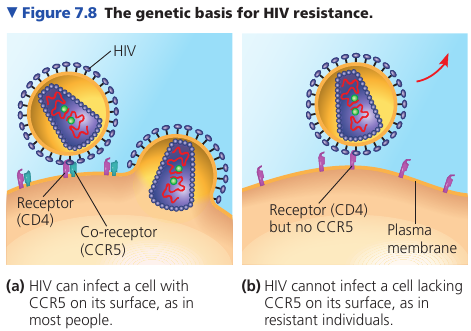 ▼ Figure 7.8 The genetic basis for HIV resistance.
HIV
Receptor
(CD4)
Co-receptor
(CCR5)
(a) HIV can infect a cell with
CCR5 on its surface, as in
most people.
Receptor (CD4)
but no CCR5
Plasma
membrane
(b) HIV cannot infect a cell lacking
CCR5 on its surface, as in
resistant individuals.